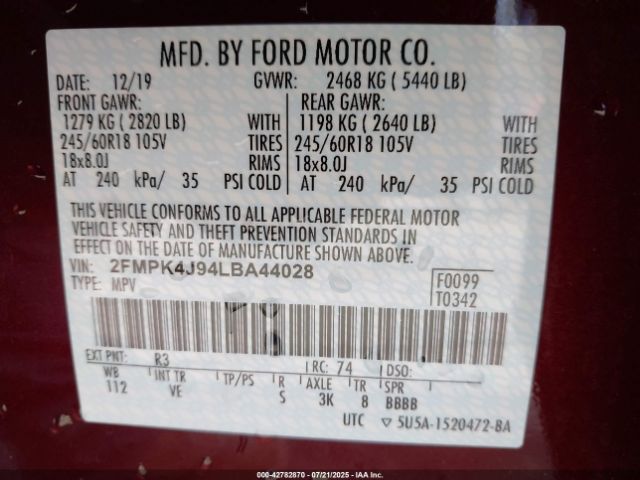 MFD. BY FORD MOTOR CO.
DATE: 12/19 GVWR: 2468 KG ( 5440 LB)
FRONT GAWR: REAR GAWR:
1279 KG ( 2820 LB) WITH 1198 KG ( 2640 LB) WITH
245/60R18 105V TIRES 245/60R18 105V TIRES
18x8.0J RIMS 18x8.0J RIMS
AT 240 kPa/ 35 PSI COLD AT 240 kPa/ 35 PSI COLD
THIS VEHICLE CONFORMS TO ALL APPLICABLE FEDERAL MOTOR
VEHICLE SAFETY AND THEFT PREVENTION STANDARDS IN
EFFECT ON THE DATE OF MANUFACTURE SHOWN ABOVE.
VIN: 2FMPK4J94LBA44028 F0099
TYPE: MPV T0342
EXT PNT: R3 RC: 74 DSO:
WB INT TR TP/PS R AXLE TR SPR
112 VE S 3K 8 BBBB
UTC ▽ 5U5A-1520472-BA
000-42782870 07/21/2025 IAA Inc.